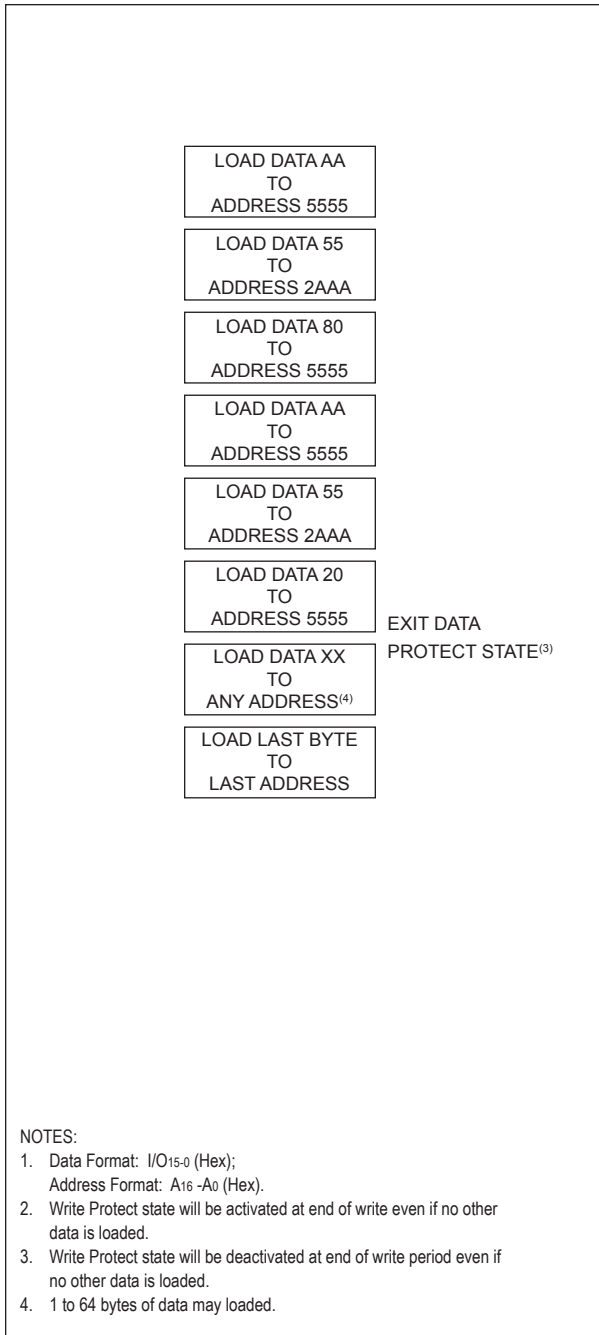 LOAD DATA AA
TO
ADDRESS 5555
LOAD DATA 55
TO
ADDRESS 2AAA
LOAD DATA 80
TO
ADDRESS 5555
LOAD DATA AA
TO
ADDRESS 5555
LOAD DATA 55
TO
ADDRESS 2AAA
LOAD DATA 20
TO
ADDRESS 5555
EXIT DATA
PROTECT STATE(3)
LOAD DATA XX
TO
ANY ADDRESS(4)
LOAD LAST BYTE
TO
LAST ADDRESS
NOTES:
1. Data Format: I/O15-0 (Hex);
Address Format: A16 -A0 (Hex).
2. Write Protect state will be activated at end of write even if no other
data is loaded.
3. Write Protect state will be deactivated at end of write period even if
no other data is loaded.
4. 1 to 64 bytes of data may loaded.